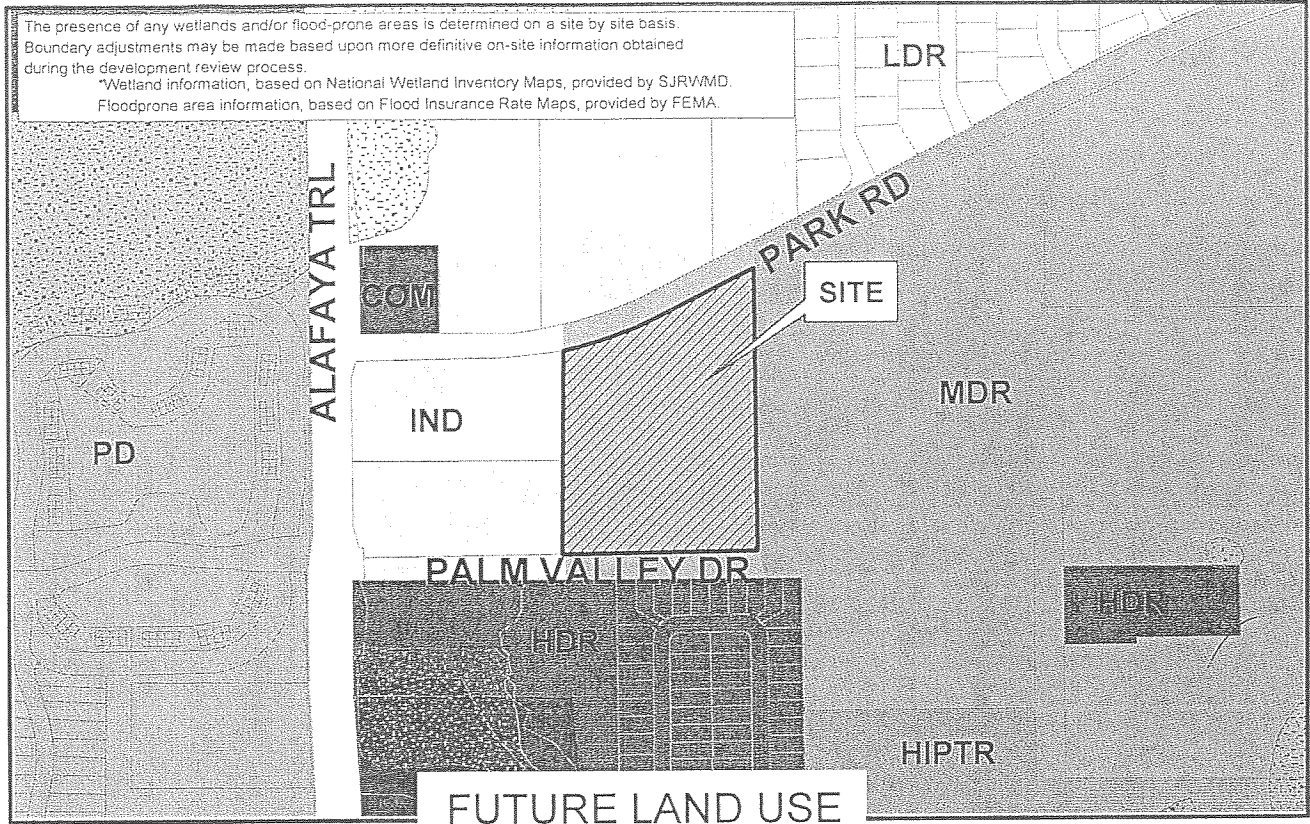 The presence of any wetlands and/or flood-prone areas is determined on a site by site basis.
Boundary adjustments may be made based upon more definitive on-site information obtained
during the development review process.
*Wetland information, based on National Wetland Inventory Maps, provided by SJRWMD.
Floodprone area information, based on Flood Insurance Rate Maps, provided by FEMA.
LDR
ALAFAYA TRL
PARK RD
COM
SITE
MDR
IND
PD
PALM VALLEY DR
HDR
HDR
HIPTR
FUTURE LAND USE